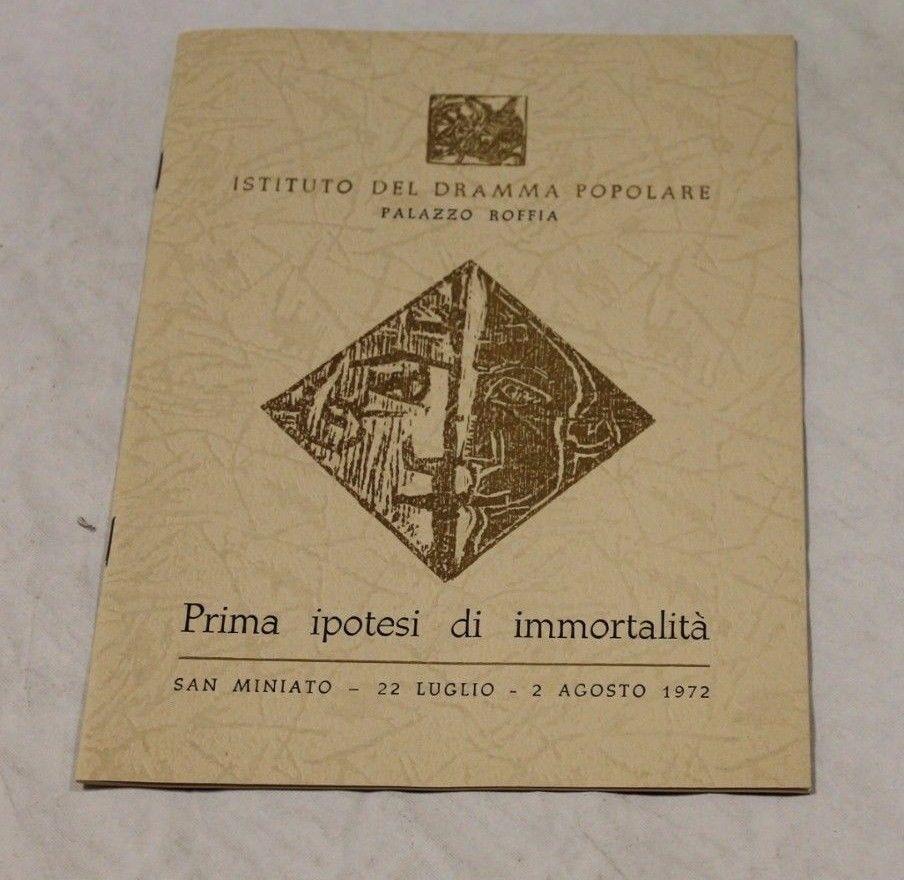 ISTITUTO DEL DRAMMA POPOLARE
PALAZZO ROFFIA
Prima ipotesi di immortalità
SAN MINIATO – 22 LUGLIO - 2 AGOSTO 1972